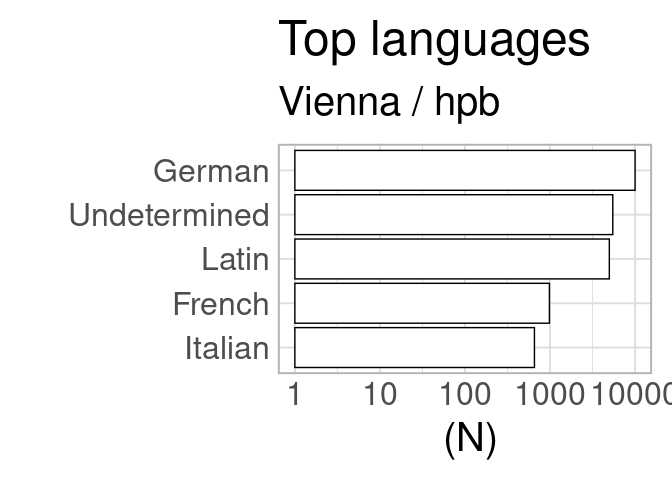 Top languages
Vienna / hpb
German
Undetermined
Latin
French
Italian
1 10 100 1000 10000
(N)